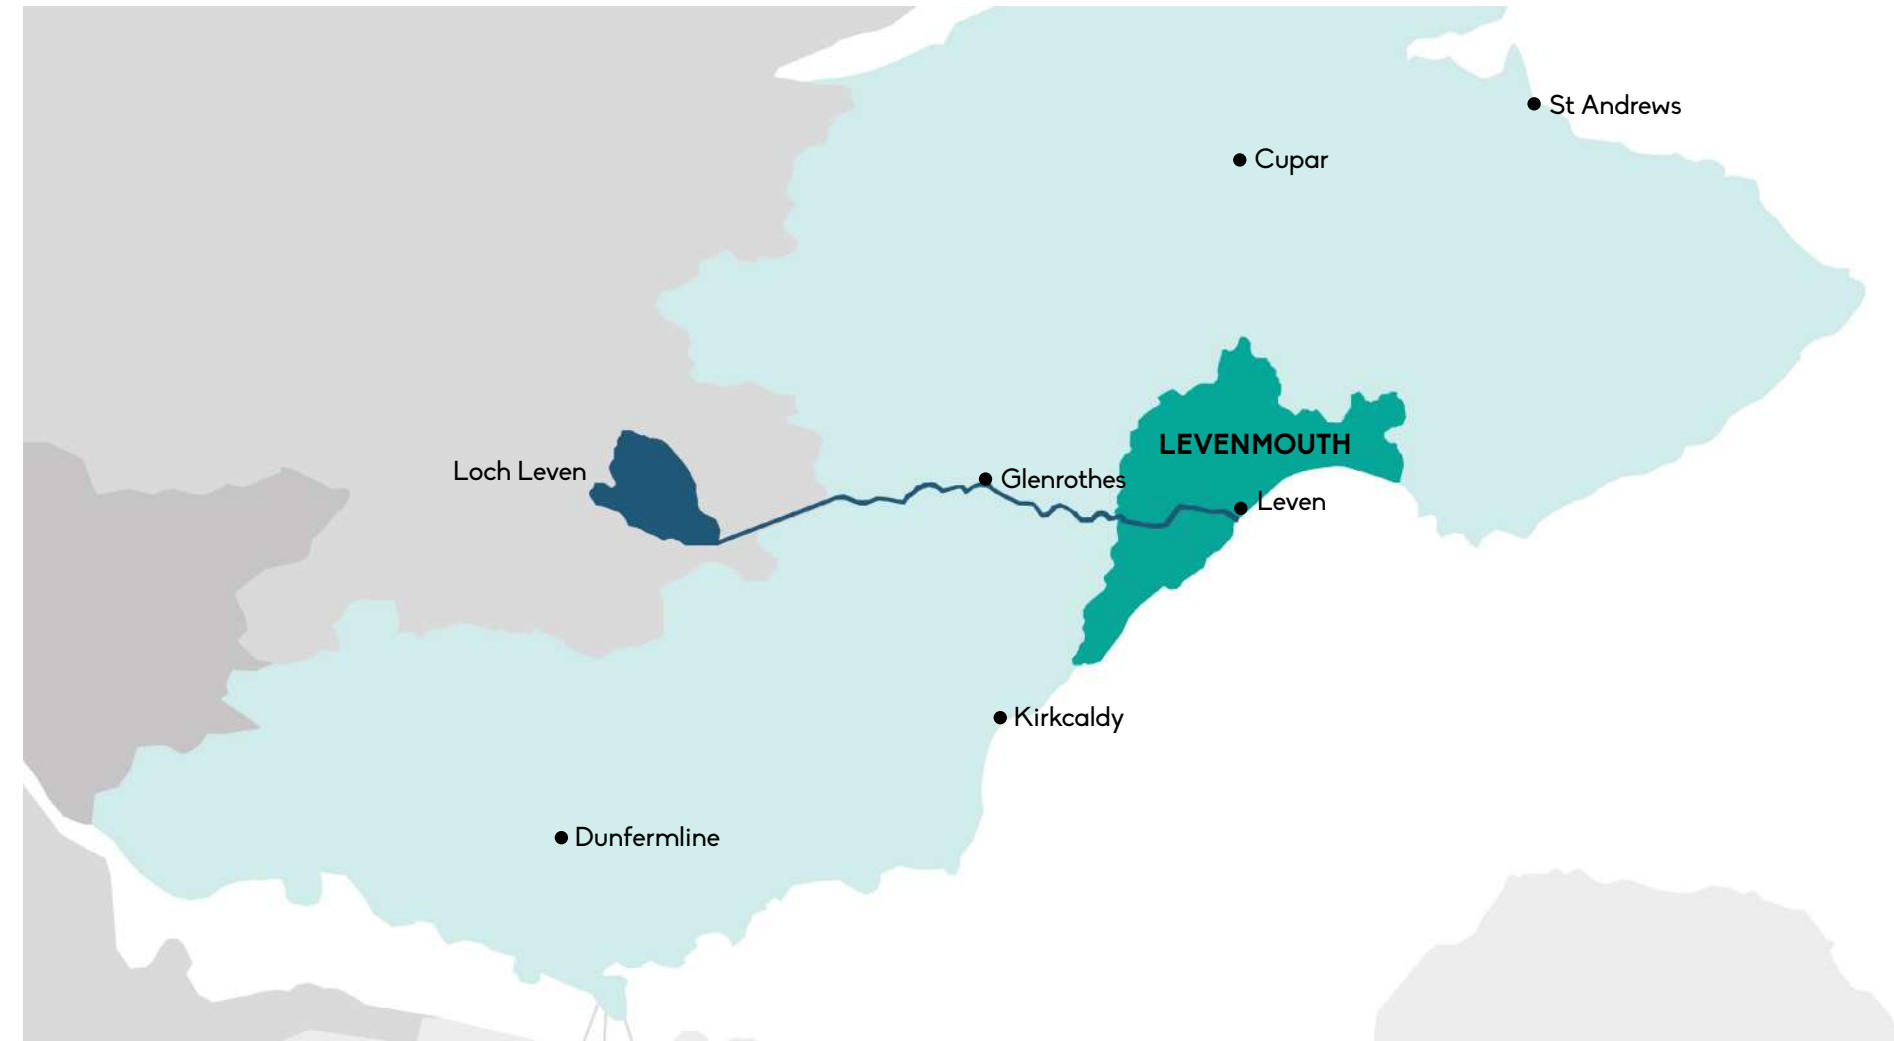 St Andrews
Cupar
LEVENMOUTH
Loch Leven
Glenrothes
Leven
Kirkcaldy
Dunfermline